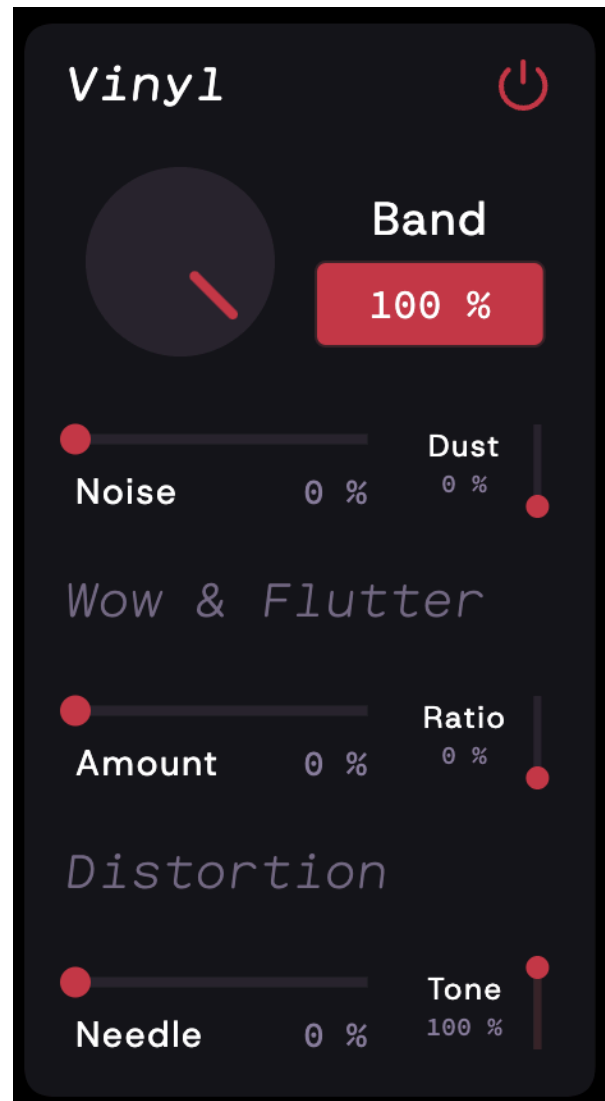 Vinyl
Band
100 %
Noise 0 %
Dust
0 %
Wow & Flutter
Amount 0 %
Ratio
0 %
Distortion
Needle 0 %
Tone
100 %